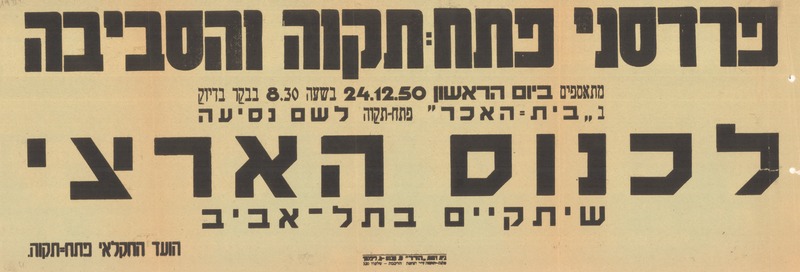 פרדסני פתח-תקווה והסביבה
מתאספים ביום הראשון 24.12.50 בשעה 8.30 בבקר בדיוק
ב„בית-האכר" פתח-תקוה לשם נסיעה
לכנוס הארצי
שיתקיים בתל-אביב
הועד החקלאי פתח-תקוה.